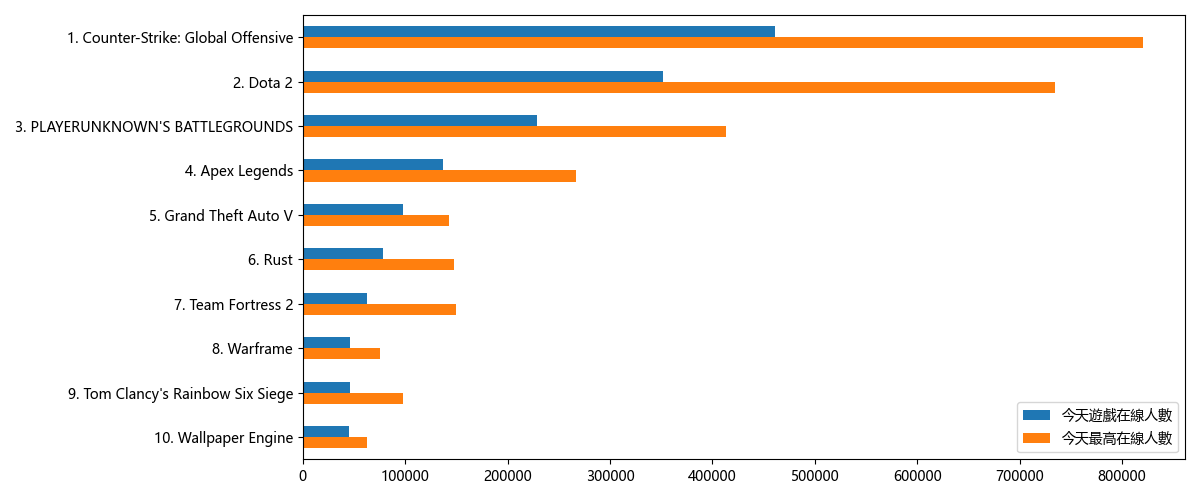 1. Counter-Strike: Global Offensive
2. Dota 2
3. PLAYERUNKNOWN'S BATTLEGROUNDS
4. Apex Legends
5. Grand Theft Auto V
6. Rust
7. Team Fortress 2
8. Warframe
9. Tom Clancy's Rainbow Six Siege
10. Wallpaper Engine
今天遊戲在線人數
今天最高在線人數
0 100000 200000 300000 400000 500000 600000 700000 800000